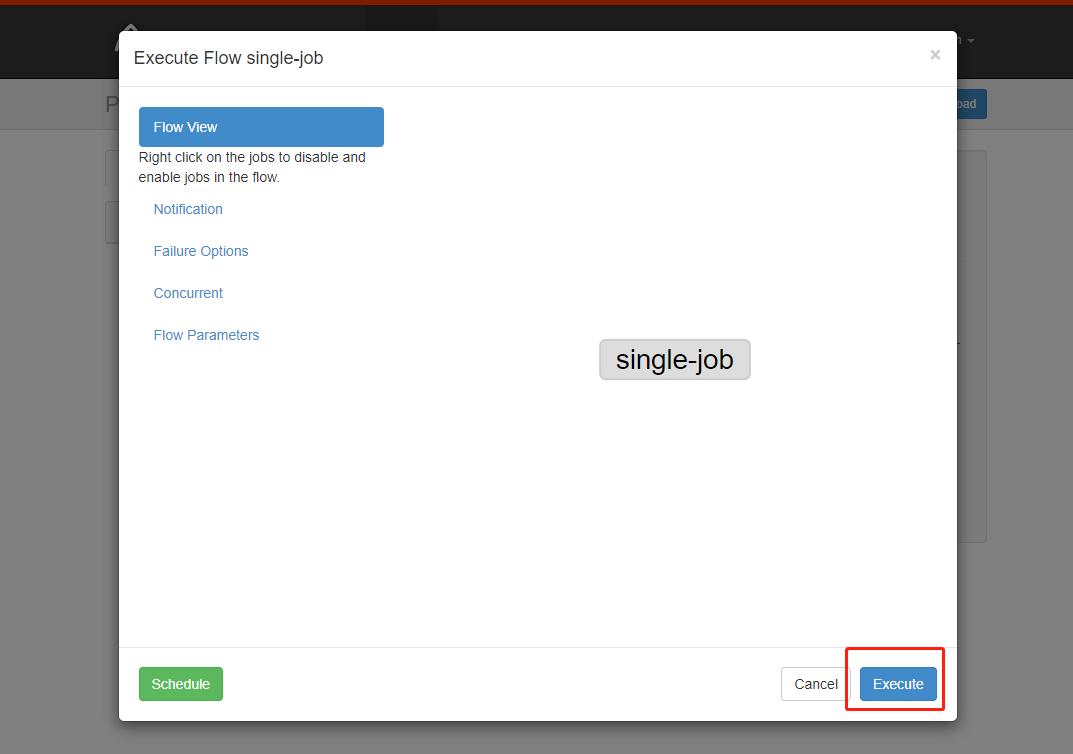 Execute Flow single-job
×
Flow View
Right click on the jobs to disable and
enable jobs in the flow.
Notification
Failure Options
Concurrent
Flow Parameters
single-job
Schedule
Cancel
Execute